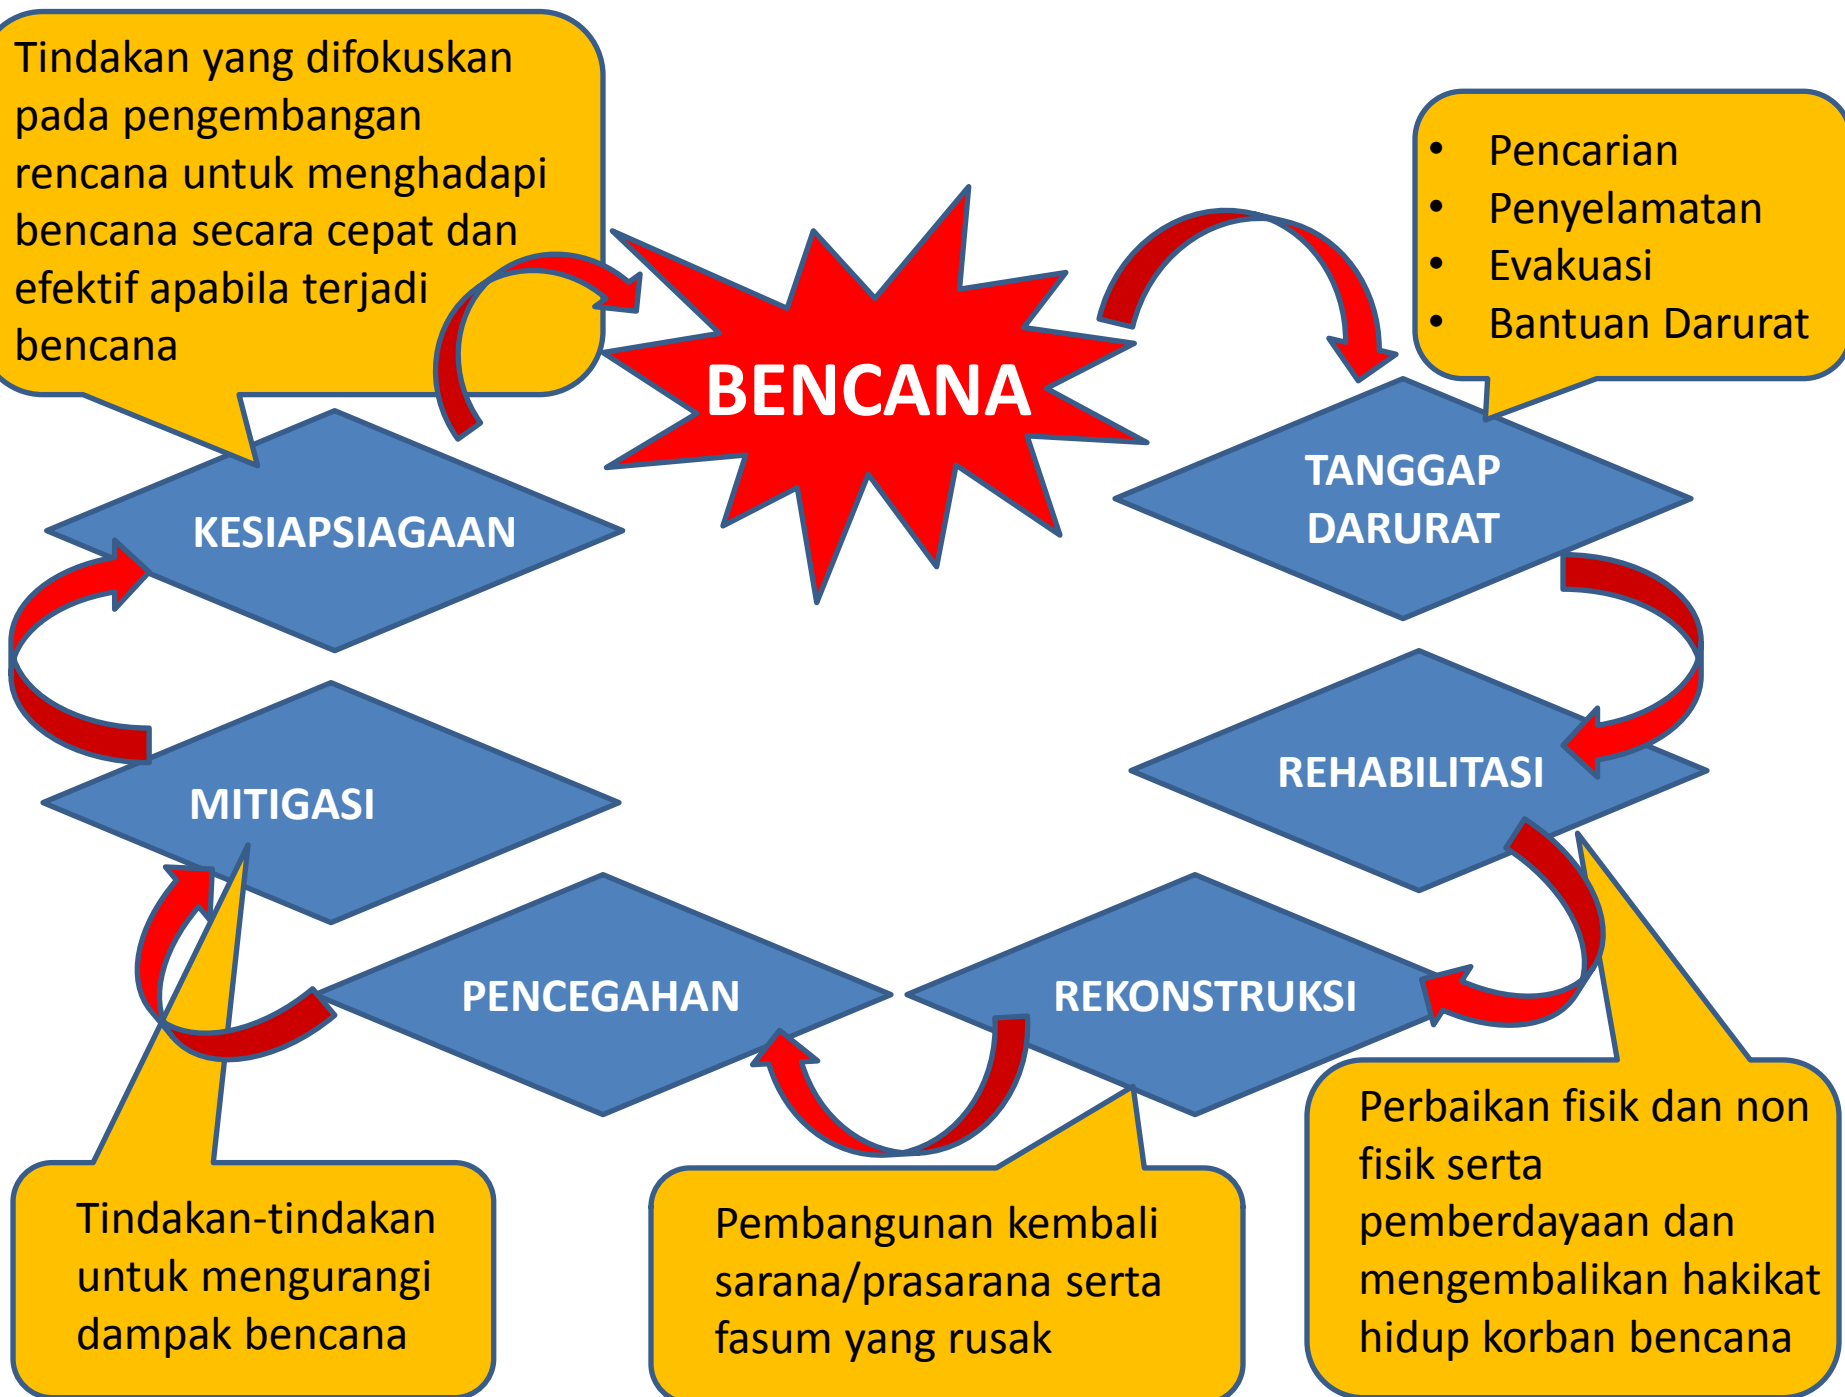 Tindakan yang difokuskan
pada pengembangan
rencana untuk menghadapi
bencana secara cepat dan
efektif apabila terjadi
bencana
• Pencarian
• Penyelamatan
• Evakuasi
• Bantuan Darurat
BENCANA
TANGGAP
DARURAT
KESIAPSIAGAAN
REHABILITASI
MITIGASI
PENCEGAHAN
REKONSTRUKSI
Tindakan-tindakan
untuk mengurangi
dampak bencana
Pembangunan kembali
sarana/prasarana serta
fasum yang rusak
Perbaikan fisik dan non
fisik serta
pemberdayaan dan
mengembalikan hakikat
hidup korban bencana